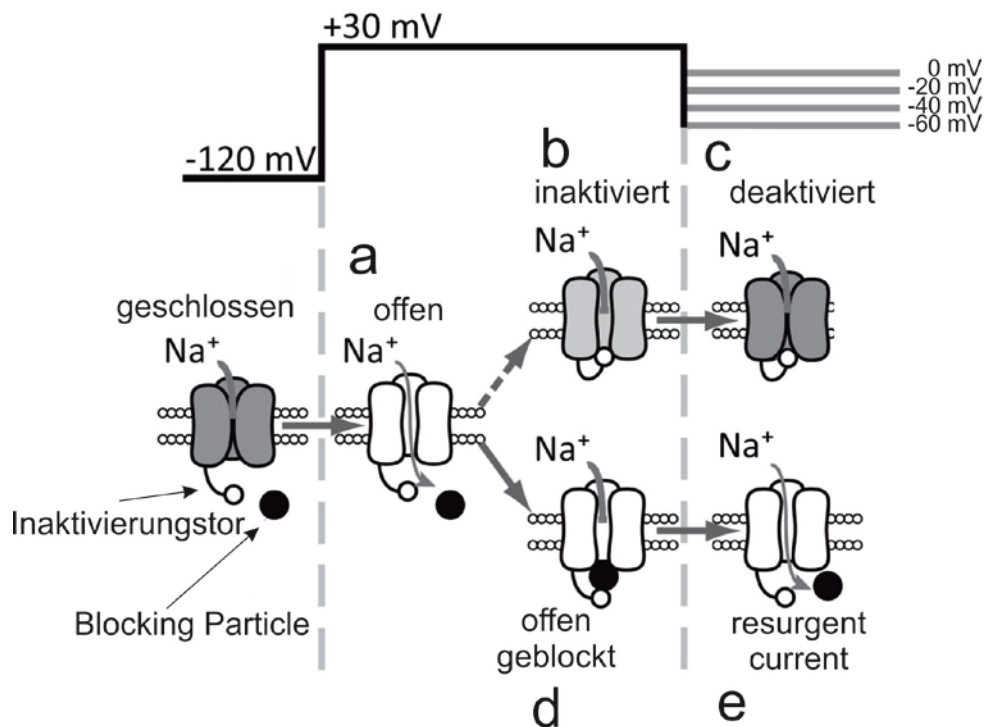 +30 mV
0 mV
-20 mV
-40 mV
-60 mV
-120 mV
b
c
inaktiviert
deaktiviert
Na⁺
Na⁺
a
geschlossen
offen
Na⁺
Na⁺
Na⁺
Na⁺
Inaktivierungstor
Blocking Particle
offen
geblockt
resurgent
current
d
e